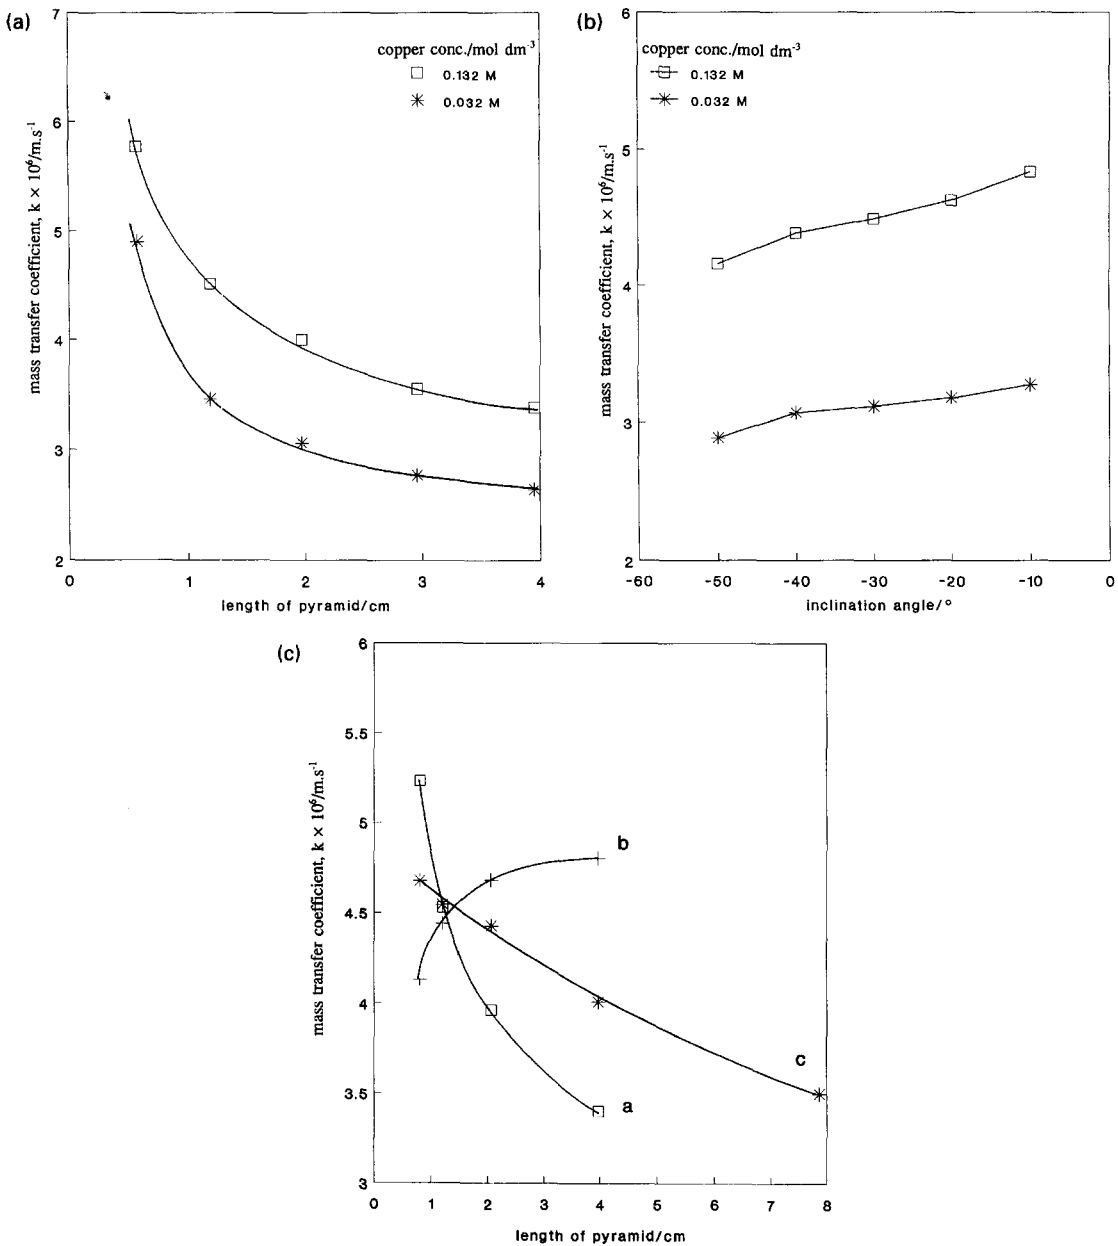 (a)
7
6
5
4
3
2
mass transfer coefficient, k × 10⁶/m.s⁻¹
copper conc./mol dm⁻³
0.132 M
0.032 M
0 1 2 3 4
length of pyramid/cm
(b)
6
5
4
3
2
mass transfer coefficient, k × 10⁶/m.s⁻¹
copper conc./mol dm⁻³
0.132 M
0.032 M
-60 -50 -40 -30 -20 -10 0
inclination angle/°
(c)
6
5.5
5
4.5
4
3.5
3
mass transfer coefficient, k × 10⁶/m.s⁻¹
b
c
a
0 1 2 3 4 5 6 7 8
length of pyramid/cm